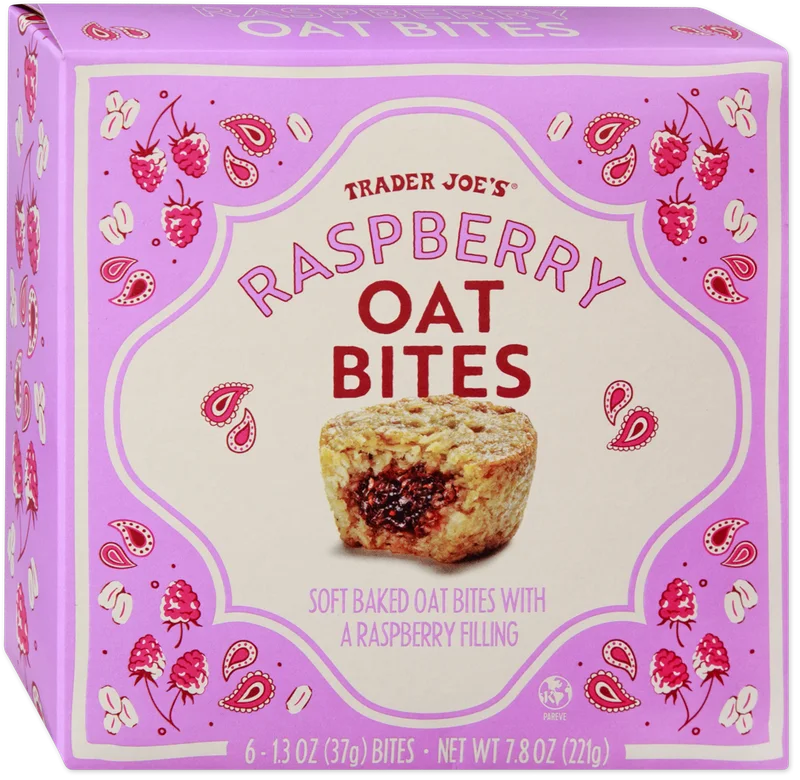 RASPBERRY
OAT BITES
TRADER JOE'S®
RASPBERRY
OAT
BITES
SOFT BAKED OAT BITES WITH
A RASPBERRY FILLING
K
PAREVE
6 - 1.3 OZ (37g) BITES • NET WT 7.8 OZ (221g)